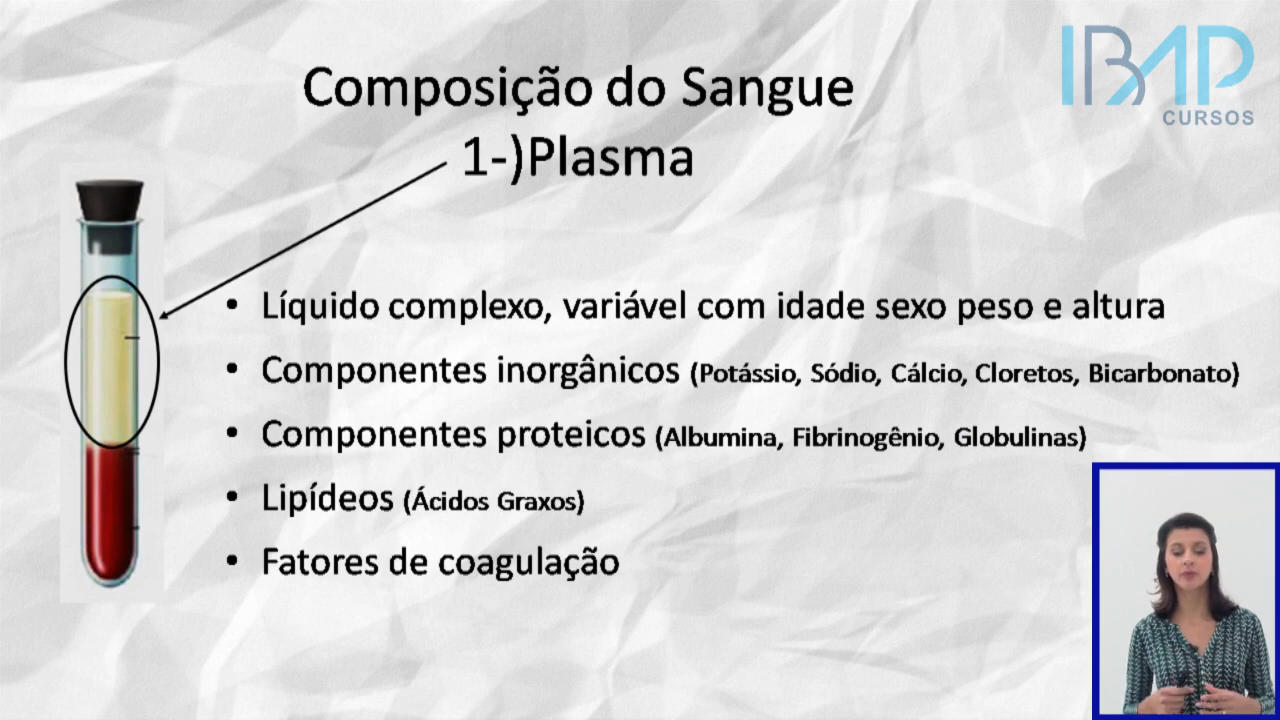 IBAP
CURSOS
Composição do Sangue
1-)Plasma
• Líquido complexo, variável com idade sexo peso e altura
• Componentes inorgânicos (Potássio, Sódio, Cálcio, Cloretos, Bicarbonato)
• Componentes proteicos (Albumina, Fibrinogênio, Globulinas)
• Lipídeos (Ácidos Graxos)
• Fatores de coagulação